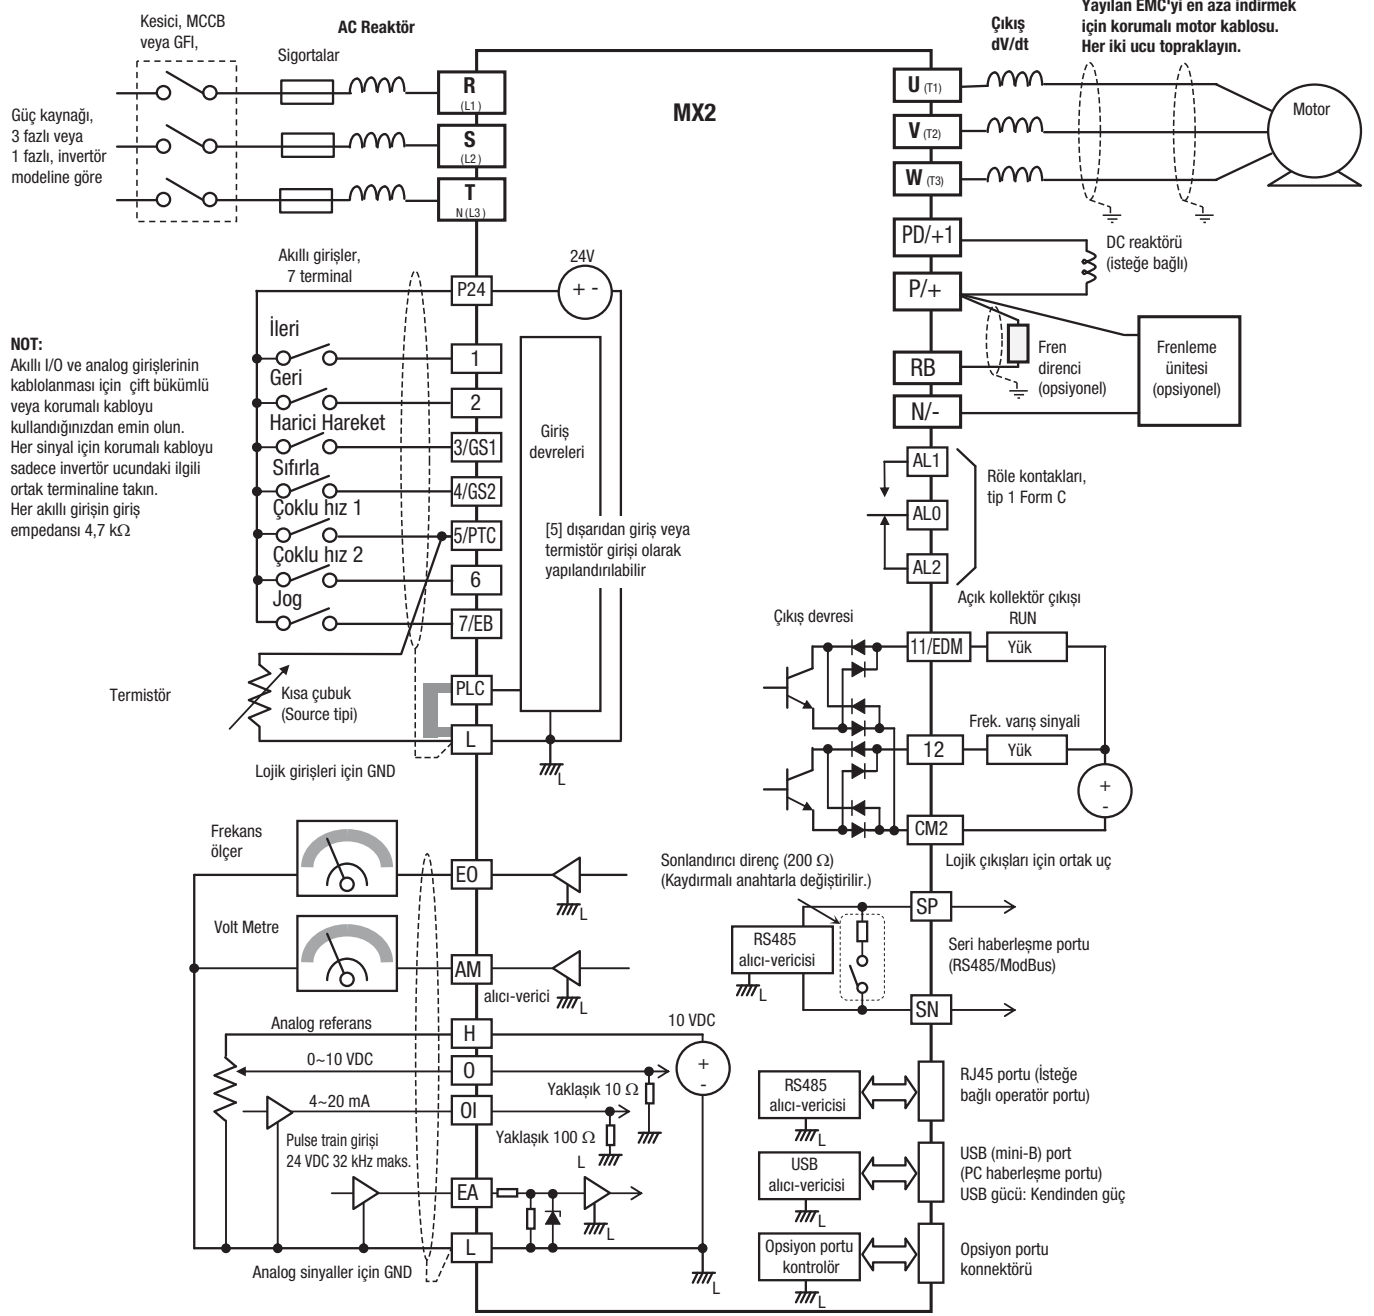 Kesici, MCCB
veya GFI,
AC Reaktör
Sigortalar
Güç kaynağı,
3 fazlı veya
1 fazlı, invertör
modeline göre
R
(L1)
S
(L2)
T
N (L3)
MX2
Çıkış
dV/dt
Yayılan EMC'yi en aza indirmek
için korumalı motor kablosu.
Her iki ucu topraklayın.
U (T1)
V (T2)
W (T3)
Motor
PD/+1
DC reaktörü
(isteğe bağlı)
P/+
RB
Fren
direnci
(opsiyonel)
Frenleme
ünitesi
(opsiyonel)
N/-
Akıllı girişler,
7 terminal
24V
P24
+ -
NOT:
Akıllı I/O ve analog girişlerinin
kablolanması için çift bükümlü
veya korumalı kabloyu
kullandığınızdan emin olun.
Her sinyal için korumalı kabloyu
sadece invertör ucundaki ilgili
ortak terminaline takın.
Her akıllı girişin giriş
empedansı 4,7 kΩ
İleri
1
Geri
2
Harici Hareket
3/GS1
Sıfırla
4/GS2
Çoklu hız 1
5/PTC
Çoklu hız 2
6
Jog
7/EB
Giriş
devreleri
[5] dışarıdan giriş veya
termistör girişi olarak
yapılandırılabilir
Termistör
Kısa çubuk
(Source tipi)
PLC
L
L
Lojik girişleri için GND
AL1
AL0
AL2
Röle kontakları,
tip 1 Form C
Açık kollektör çıkışı
RUN
Çıkış devresi
11/EDM
Yük
Frek. varış sinyali
12
Yük
+
-
CM2
Lojik çıkışları için ortak uç
Frekans
ölçer
EO
L
Volt Metre
AM
alıcı-verici
L
Sonlandırıcı direnç (200 Ω)
(Kaydırmalı anahtarla değiştirilir.)
SP
RS485
alıcı-vericisi
L
Seri haberleşme portu
(RS485/ModBus)
SN
Analog referans
H
10 VDC
0~10 VDC
O
+
-
Yaklaşık 10 Ω
4~20 mA
OI
Yaklaşık 100 Ω
L
Pulse train girişi
24 VDC 32 kHz maks.
EA
L
L
L
Analog sinyaller için GND
RS485
alıcı-vericisi
L
RJ45 portu (İsteğe
bağlı operatör portu)
USB
alıcı-vericisi
L
USB (mini-B) port
(PC haberleşme portu)
USB gücü: Kendinden güç
Opsiyon portu
kontrolör
L
Opsiyon portu
konnektörü